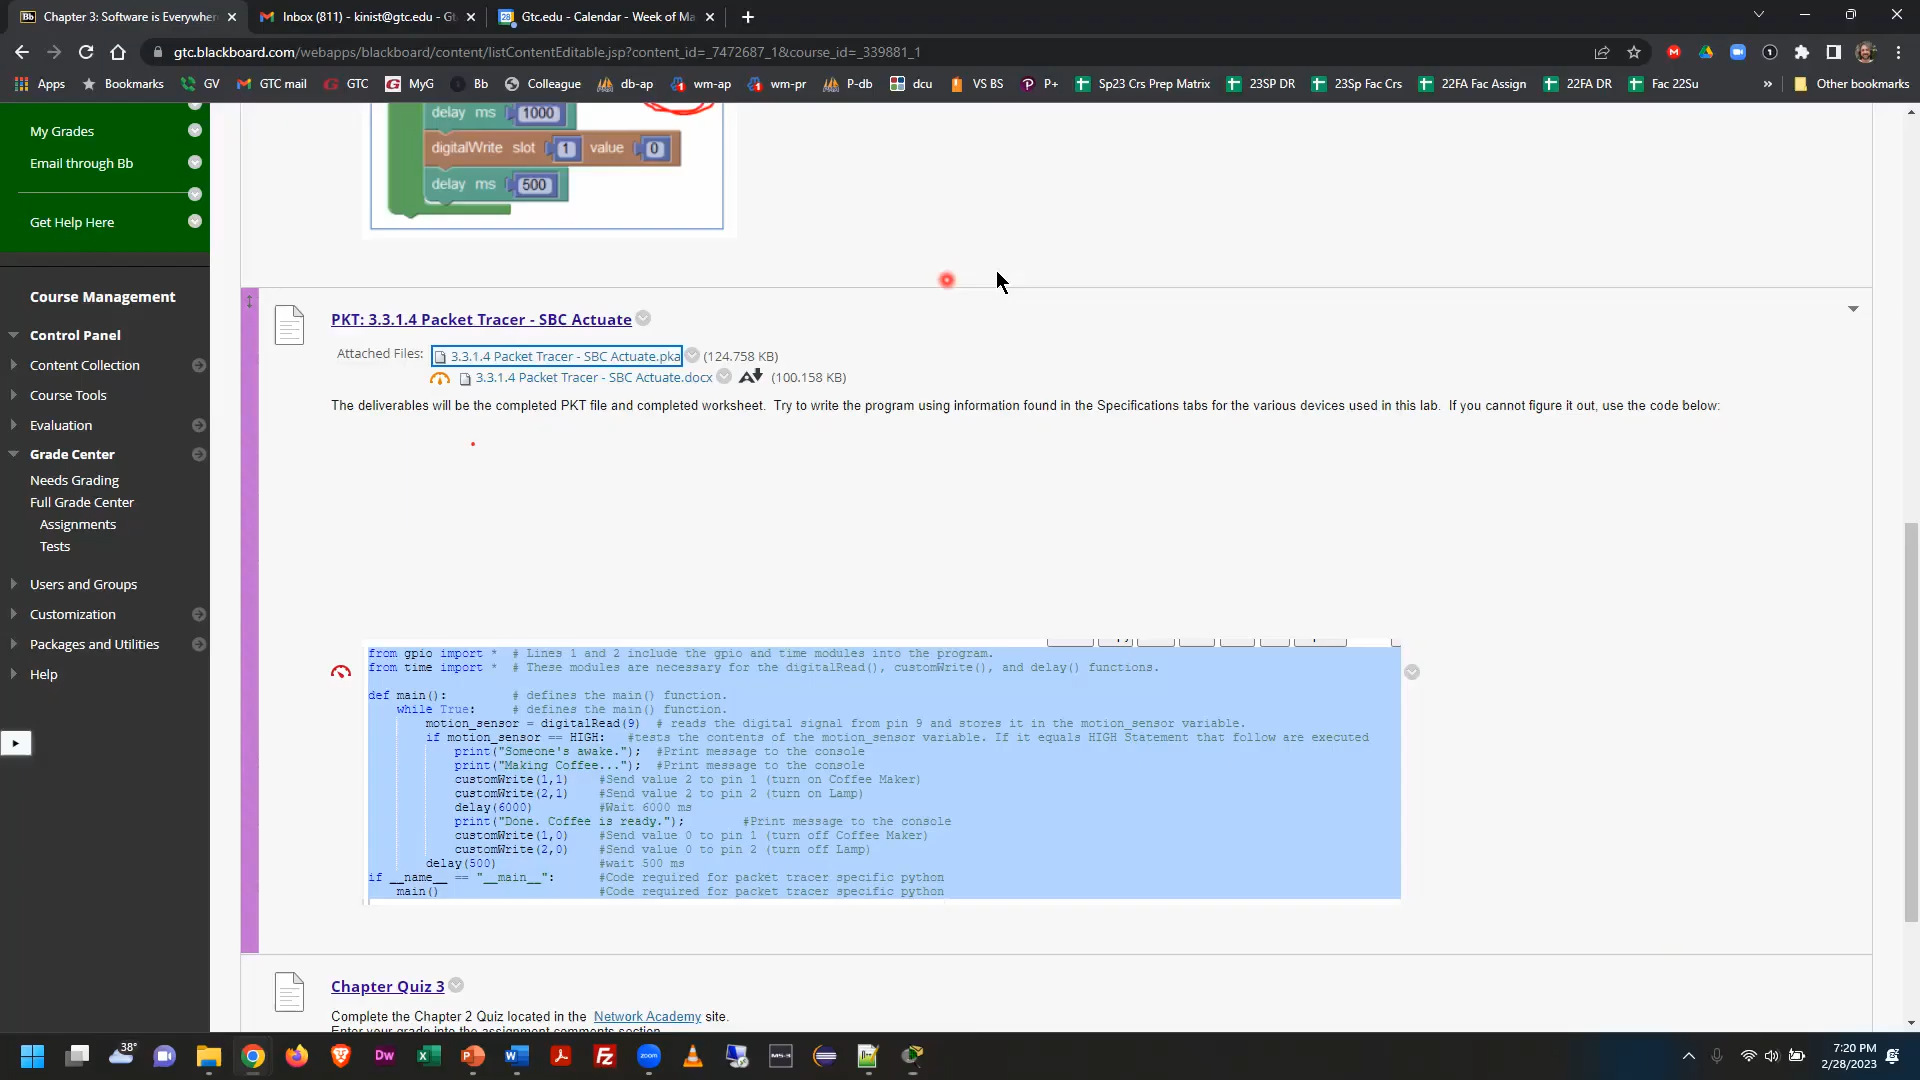 Chapter 3: Software is Everywher
Inbox (811) - kinist@gtc.edu - G
Gtc.edu - Calendar - Week of Ma
gtc.blackboard.com/webapps/blackboard/content/listContentEditable.jsp?content_id=_7472687_1&course_id=_339881_1
Apps
Bookmarks
GV
GTC mail
GTC
MyG
Bb
Colleague
db-ap
wm-ap
wm-pr
P-db
dcu
VS BS
P+
Sp23 Crs Prep Matrix
23SP DR
23Sp Fac Crs
22FA Fac Assign
22FA DR
Fac 22Su
»
Other bookmarks
My Grades
Email through Bb
Get Help Here
Course Management
Control Panel
Content Collection
Course Tools
Evaluation
Grade Center
Needs Grading
Full Grade Center
Assignments
Tests
Users and Groups
Customization
Packages and Utilities
Help
delay ms 1000
digitalWrite slot 1 value 0
delay ms 500
PKT: 3.3.1.4 Packet Tracer - SBC Actuate
Attached Files: 3.3.1.4 Packet Tracer - SBC Actuate.pka (124.758 KB)
3.3.1.4 Packet Tracer - SBC Actuate.docx (100.158 KB)
The deliverables will be the completed PKT file and completed worksheet. Try to write the program using information found in the Specifications tabs for the various devices used in this lab. If you cannot figure it out, use the code below:
from gpio import * # Lines 1 and 2 include the gpio and time modules into the program.
from time import * # These modules are necessary for the digitalRead(), customWrite(), and delay() functions.
def main(): # defines the main() function.
while True: # defines the main() function.
motion_sensor = digitalRead(9) # reads the digital signal from pin 9 and stores it in the motion_sensor variable.
if motion_sensor == HIGH: #tests the contents of the motion_sensor variable. If it equals HIGH Statement that follow are executed
print("Someone's awake."); #Print message to the console
print("Making Coffee..."); #Print message to the console
customWrite(1,1) #Send value 2 to pin 1 (turn on Coffee Maker)
customWrite(2,1) #Send value 2 to pin 2 (turn on Lamp)
delay(6000) #Wait 6000 ms
print("Done. Coffee is ready."); #Print message to the console
customWrite(1,0) #Send value 0 to pin 1 (turn off Coffee Maker)
customWrite(2,0) #Send value 0 to pin 2 (turn off Lamp)
delay(500) #wait 500 ms
if __name__ == "__main__": #Code required for packet tracer specific python
main() #Code required for packet tracer specific python
Chapter Quiz 3
Complete the Chapter 2 Quiz located in the Network Academy site.
Enter your grade into the assignment comments section
38°
7:20 PM
2/28/2023